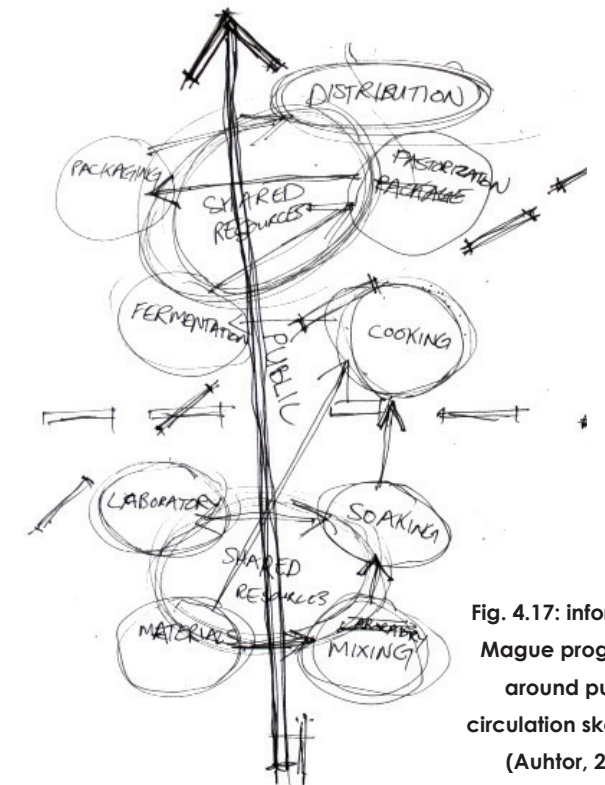 DISTRIBUTION
PACKAGING
PASTORIZATION
PACKAGE
SHARED
RESOURCES
FERMENTATION
COOKING
PUBLIC
LABORATORY
SOAKING
SHARED
RESOURCES
MATERIALS
LABORATORY
MIXING
Fig. 4.17: infor
Mague prog
around pu
circulation ske
(Auhtor, 2